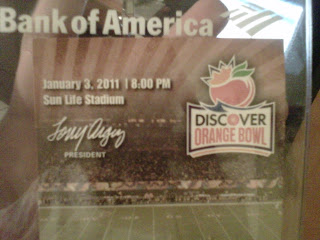 Bank of America
January 3, 2011 | 8:00 PM
Sun Life Stadium
DISCOVER
ORANGE BOWL
PRESIDENT